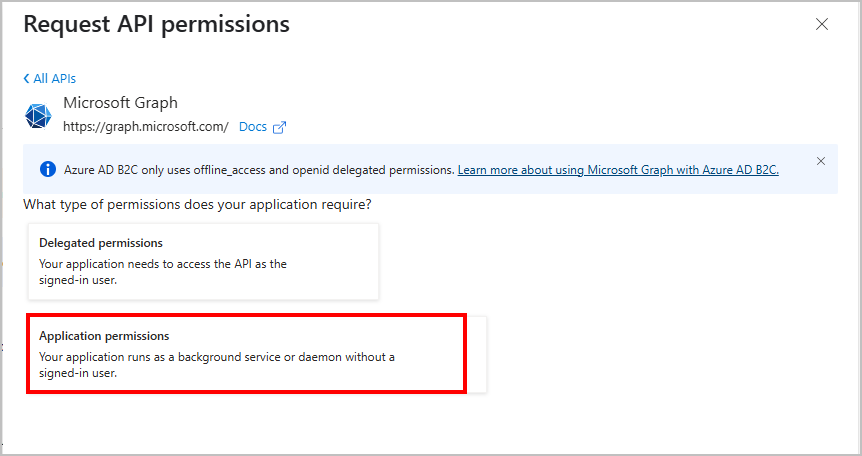 Request API permissions
All APIs
Microsoft Graph
https://graph.microsoft.com/ Docs
Azure AD B2C only uses offline_access and openid delegated permissions. Learn more about using Microsoft Graph with Azure AD B2C.
What type of permissions does your application require?
Delegated permissions
Your application needs to access the API as the
signed-in user.
Application permissions
Your application runs as a background service or daemon without a
signed-in user.